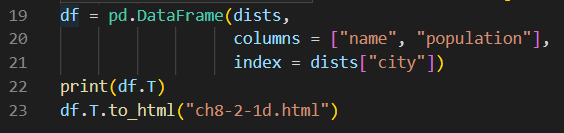 19 df = pd.DataFrame(dists,
20 columns = ["name", "population"],
21 index = dists["city"])
22 print(df.T)
23 df.T.to_html("ch8-2-1d.html")